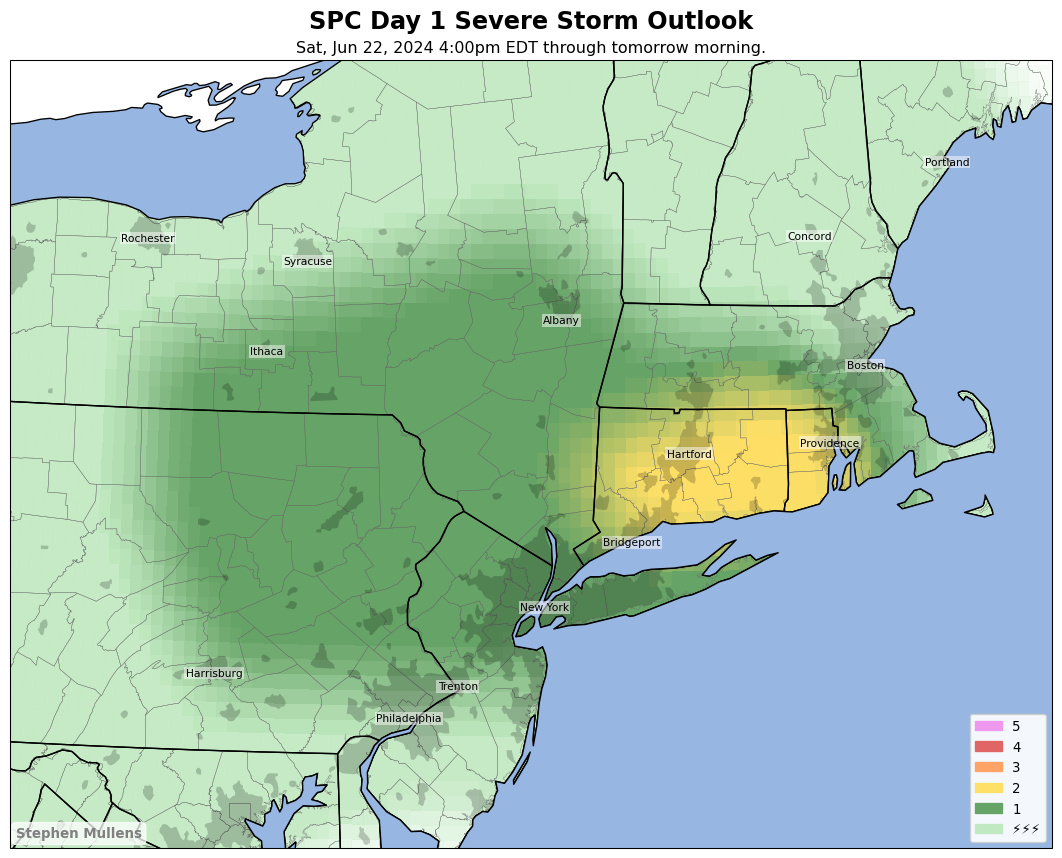 SPC Day 1 Severe Storm Outlook
Sat, Jun 22, 2024 4:00pm EDT through tomorrow morning.
Portland
Rochester
Concord
Syracuse
Albany
Ithaca
Boston
Providence
Hartford
Bridgeport
New York
Harrisburg
Trenton
Philadelphia
5
4
3
2
1
⚡⚡⚡
Stephen Mullens